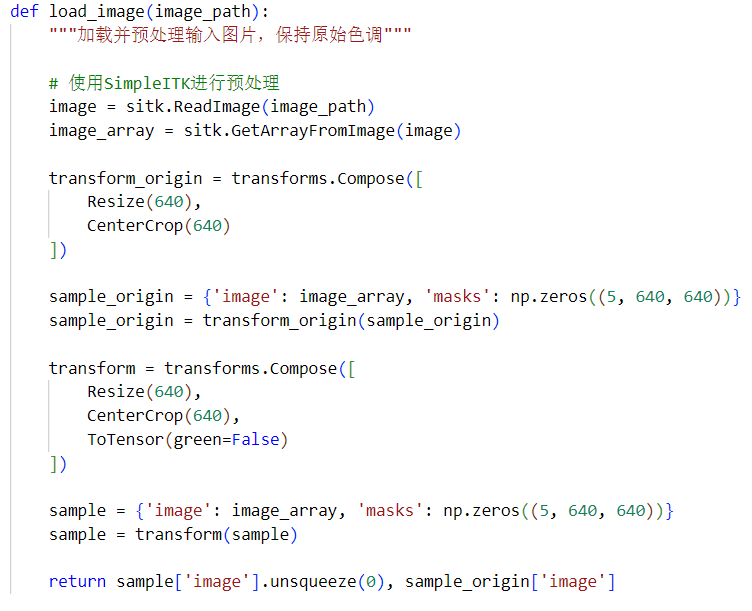 def load_image(image_path):
    """加载并预处理输入图片，保持原始色调"""
    # 使用SimpleITK进行预处理
    image = sitk.ReadImage(image_path)
    image_array = sitk.GetArrayFromImage(image)
    transform_origin = transforms.Compose([
        Resize(640),
        CenterCrop(640)
    ])
    sample_origin = {'image': image_array, 'masks': np.zeros((5, 640, 640))}
    sample_origin = transform_origin(sample_origin)
    transform = transforms.Compose([
        Resize(640),
        CenterCrop(640),
        ToTensor(green=False)
    ])
    sample = {'image': image_array, 'masks': np.zeros((5, 640, 640))}
    sample = transform(sample)
    return sample['image'].unsqueeze(0), sample_origin['image']